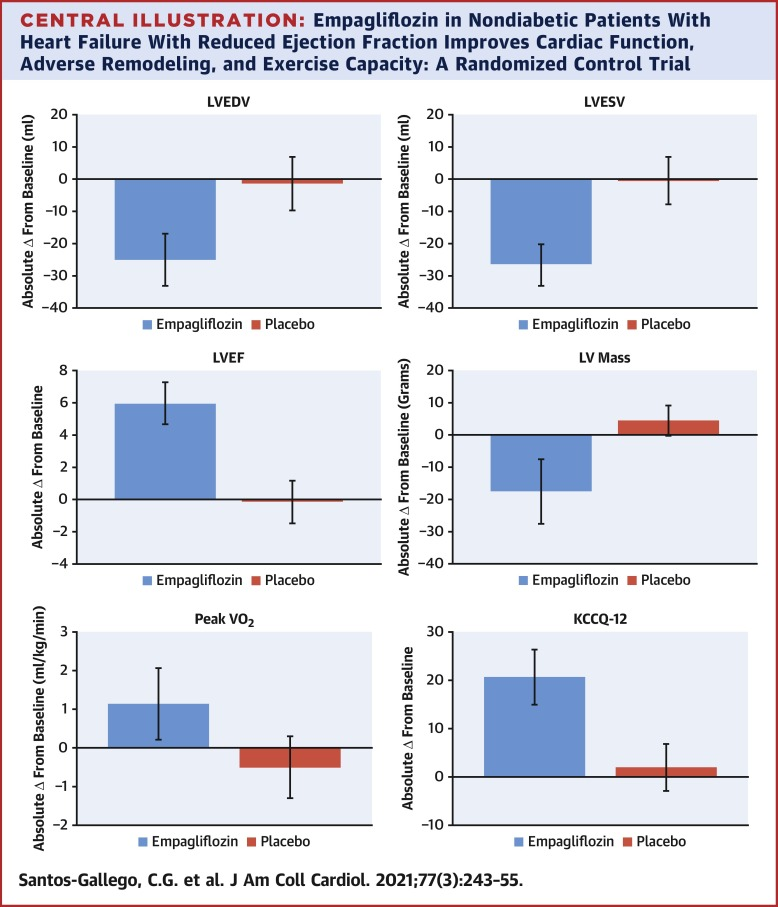 CENTRAL ILLUSTRATION: Empagliflozin in Nondiabetic Patients With
Heart Failure With Reduced Ejection Fraction Improves Cardiac Function,
Adverse Remodeling, and Exercise Capacity: A Randomized Control Trial
LVEDV
Absolute Δ From Baseline (ml)
20
10
0
–10
–20
–30
–40
Empagliflozin Placebo
LVESV
Absolute Δ From Baseline (ml)
20
10
0
–10
–20
–30
–40
Empagliflozin Placebo
LVEF
Absolute Δ From Baseline
8
6
4
2
0
–2
–4
Empagliflozin Placebo
LV Mass
Absolute Δ From Baseline (Grams)
20
10
0
–10
–20
–30
–40
Empagliflozin Placebo
Peak VO₂
Absolute Δ From Baseline (ml/kg/min)
3
2
1
0
–1
–2
Empagliflozin Placebo
KCCQ-12
Absolute Δ From Baseline
30
20
10
0
–10
Empagliflozin Placebo
Santos-Gallego, C.G. et al. J Am Coll Cardiol. 2021;77(3):243–55.